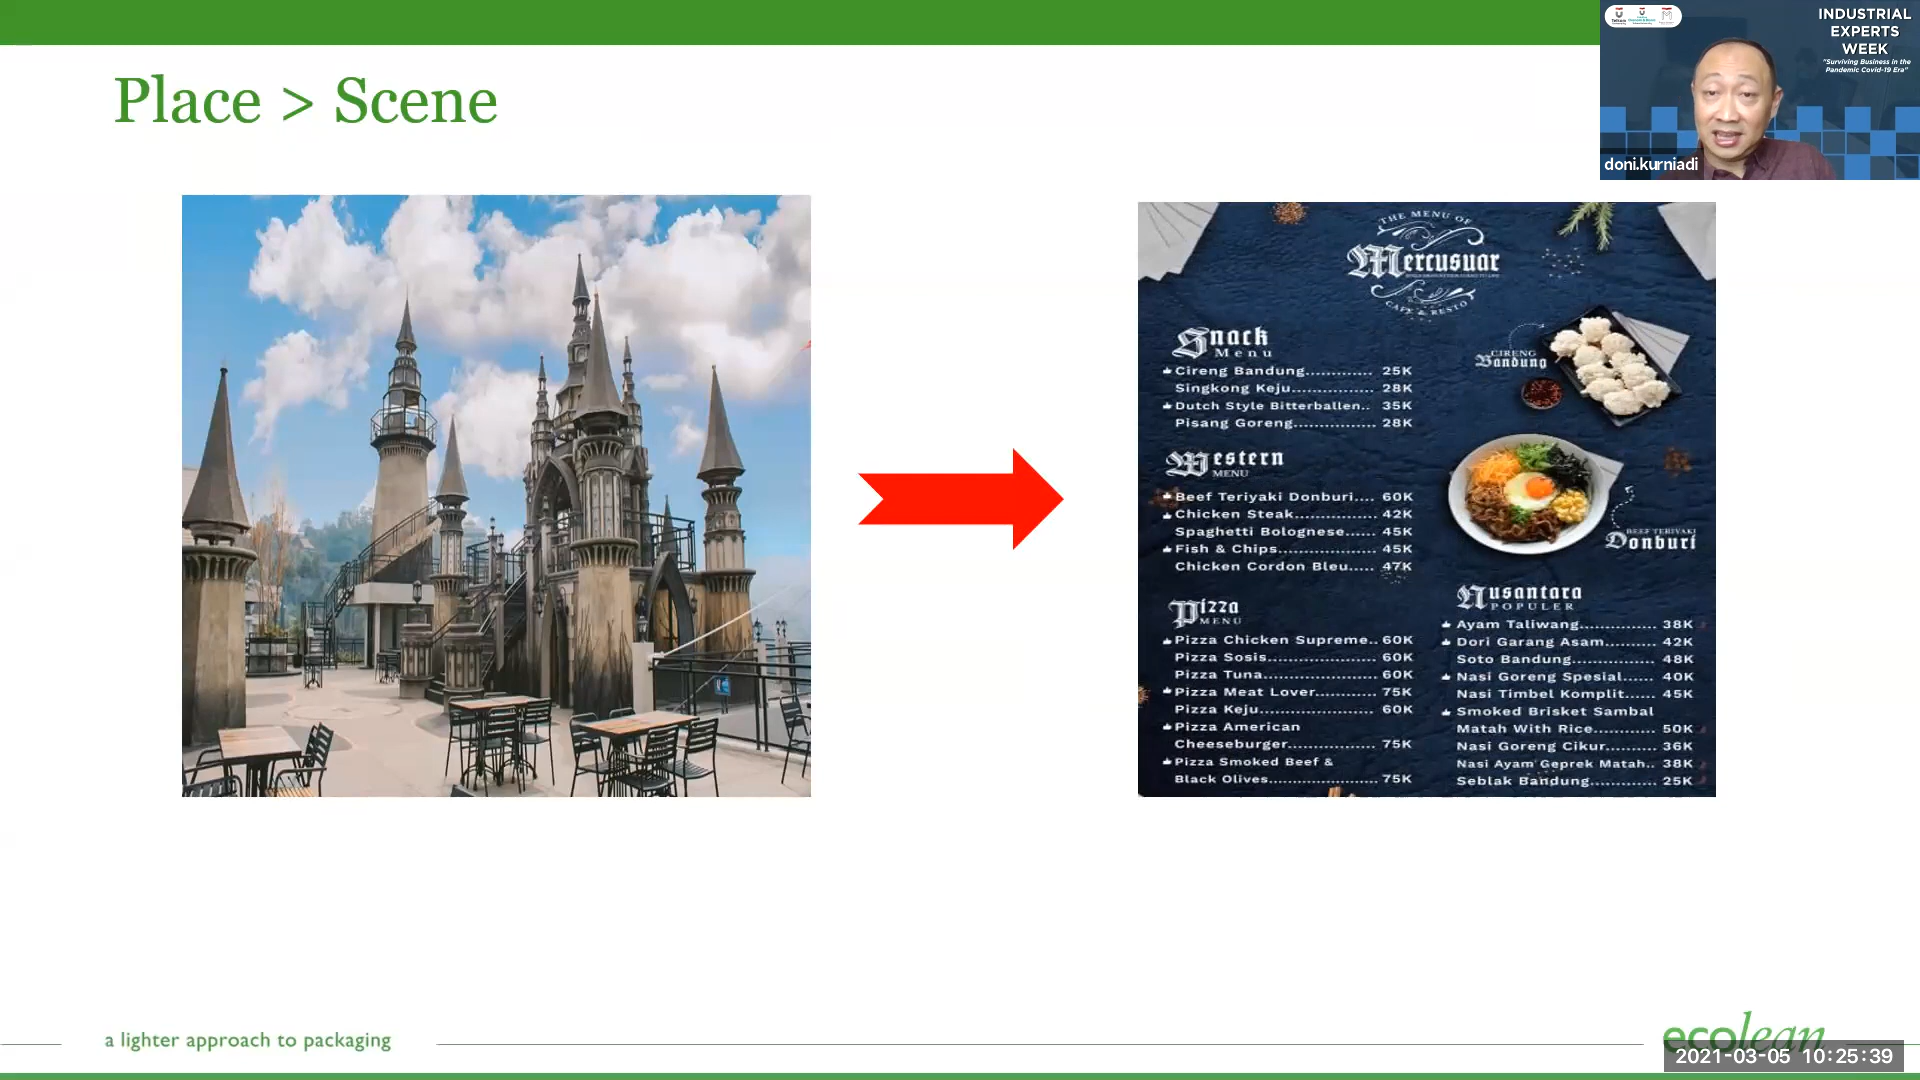 Place > Scene
INDUSTRIAL
EXPERTS
WEEK
"Surviving Business in the
Pandemic Covid-19 Era"
doni.kurniadi
THE MENU OF
Mercusuar
CAFE & RESTO
Snack
Menu
Cireng Bandung............. 25K
Singkong Keju................ 28K
Dutch Style Bitterballen.. 35K
Pisang Goreng................ 28K
CIRENG
Bandung
Western
MENU
Beef Teriyaki Donburi.... 60K
Chicken Steak................ 42K
Spaghetti Bolognese...... 45K
Fish & Chips................... 45K
Chicken Cordon Bleu..... 47K
BEEF TERIYAKI
Donburi
Pizza
MENU
Pizza Chicken Supreme.. 60K
Pizza Sosis..................... 60K
Pizza Tuna...................... 60K
Pizza Meat Lover............ 75K
Pizza Keju...................... 60K
Pizza American
Cheeseburger................. 75K
Pizza Smoked Beef &
Black Olives..................... 75K
Nusantara
POPULER
Ayam Taliwang............... 38K
Dori Garang Asam.......... 42K
Soto Bandung................ 48K
Nasi Goreng Spesial...... 40K
Nasi Timbel Komplit...... 45K
Smoked Brisket Sambal
Matah With Rice............ 50K
Nasi Goreng Cikur.......... 36K
Nasi Ayam Geprek Matah.. 38K
Seblak Bandung............. 25K
a lighter approach to packaging
ecolean
2021-03-05 10:25:39